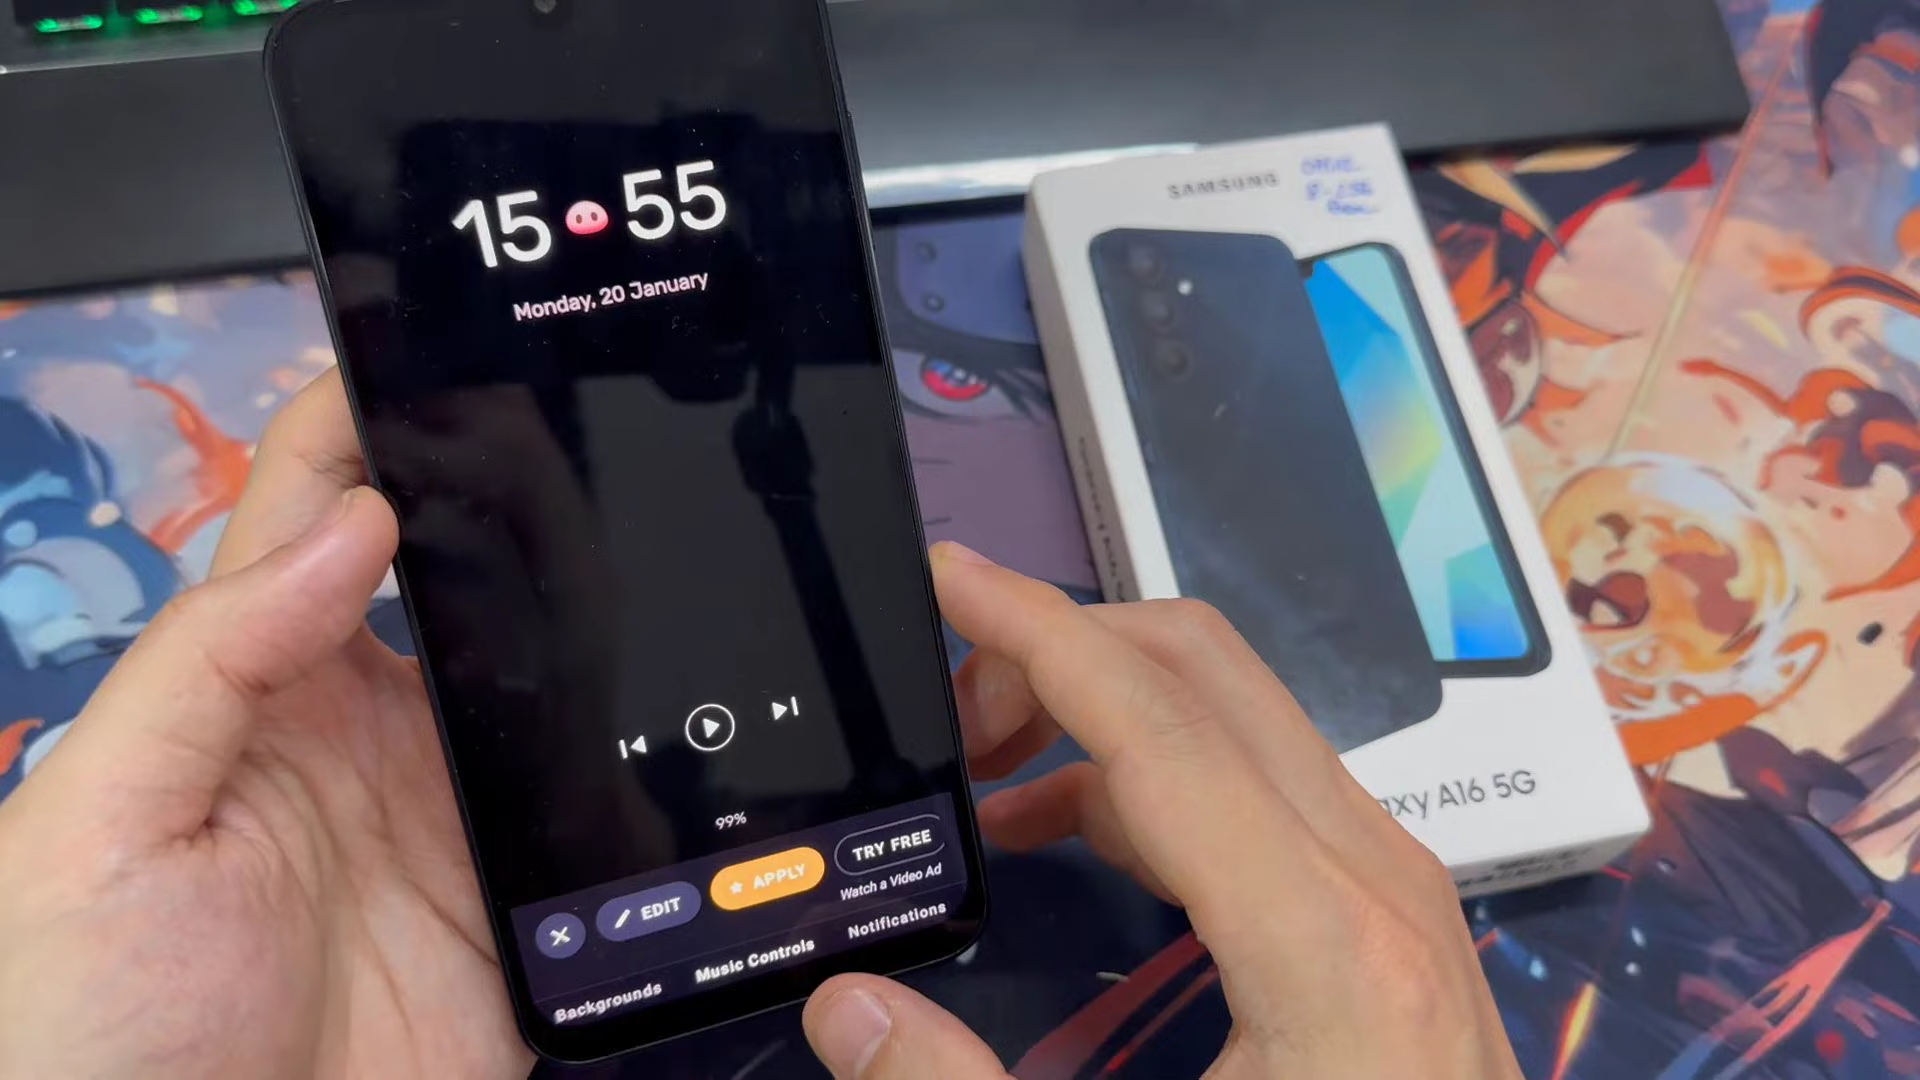 15 55
Monday, 20 January
99%
EDIT
APPLY
TRY FREE
Watch a Video Ad
Backgrounds
Music Controls
Notifications
SAMSUNG
axy A16 5G